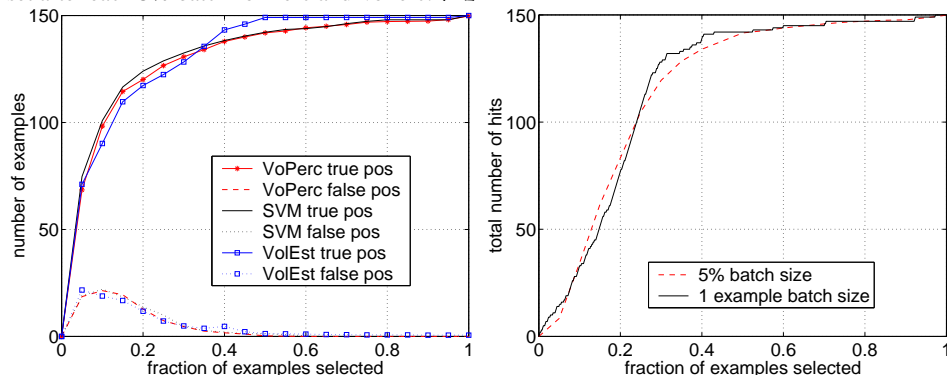 150
100
50
0
0
0.2
0.4
0.6
0.8
1
number of examples
fraction of examples selected
VoPerc true pos
VoPerc false pos
SVM true pos
SVM false pos
VolEst true pos
VolEst false pos
150
100
50
0
0
0.2
0.4
0.6
0.8
1
total number of hits
fraction of examples selected
5% batch size
1 example batch size